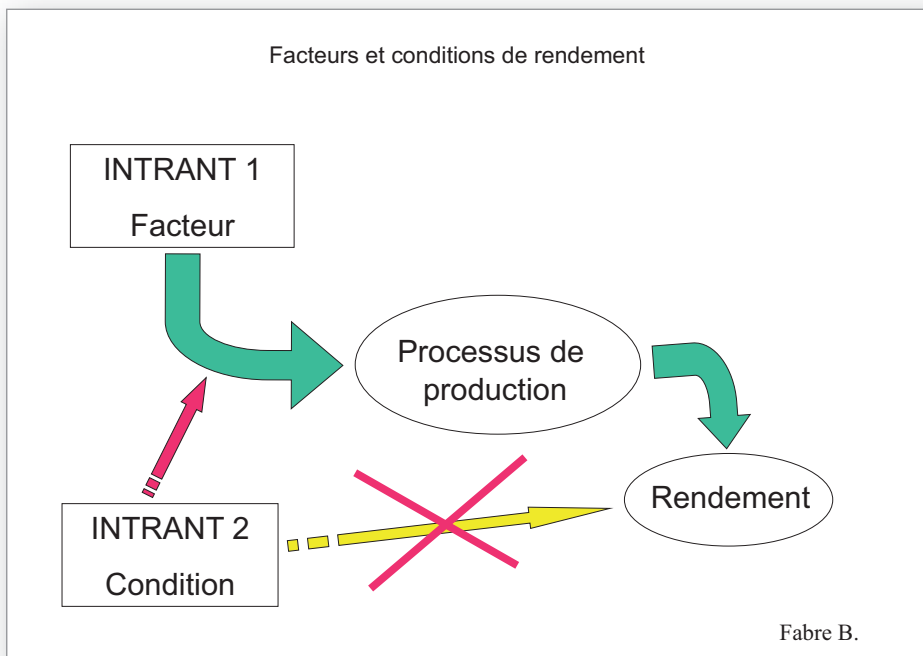 Facteurs et conditions de rendement
INTRANT 1
Facteur
Processus de
production
Rendement
INTRANT 2
Condition
Fabre B.